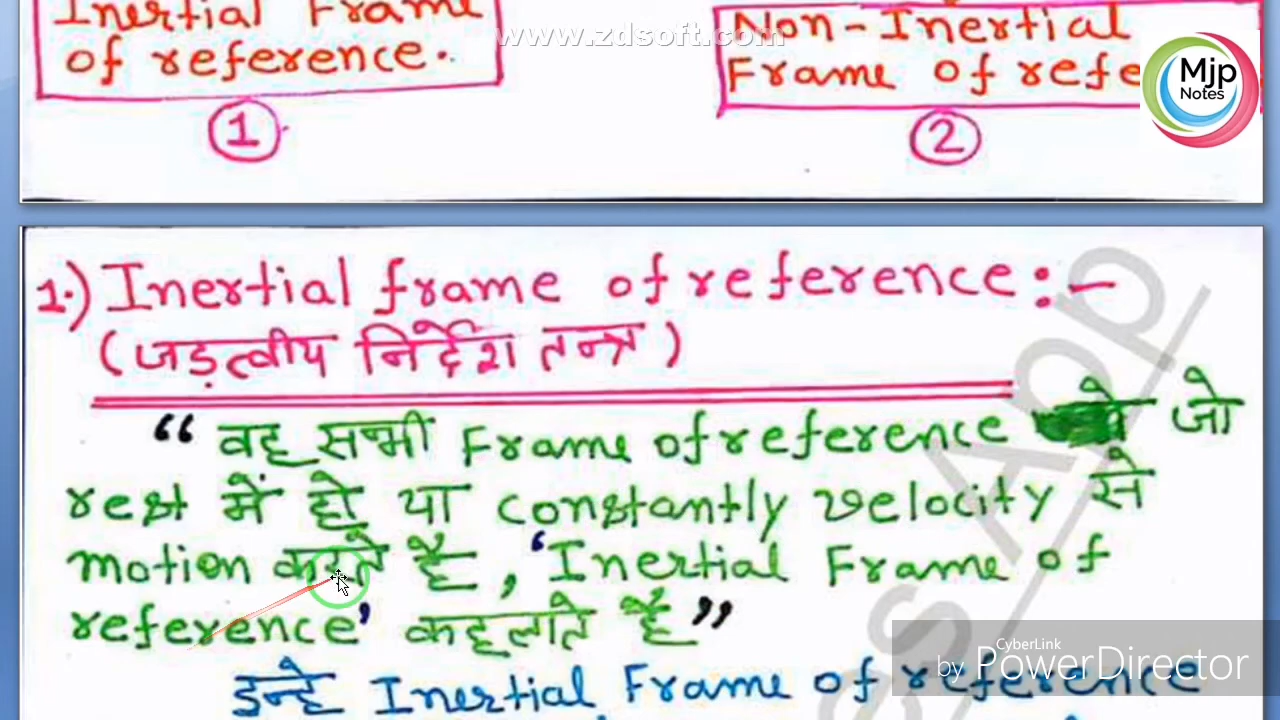 Inertial Frame
of reference.
①
www.zdsoft.com
Non-Inertial
Frame of refe
②
Mjp
Notes
1.) Inertial frame of reference :-
(जड़त्वीय निर्देश तन्त्र)
“ वह सभी Frame of reference जो
rest में हो या constantly velocity से
motion करते है , ‘Inertial Frame of
reference’ कहलाते है”
इन्हे Inertial Frame of reference
App
CyberLink
by PowerDirector